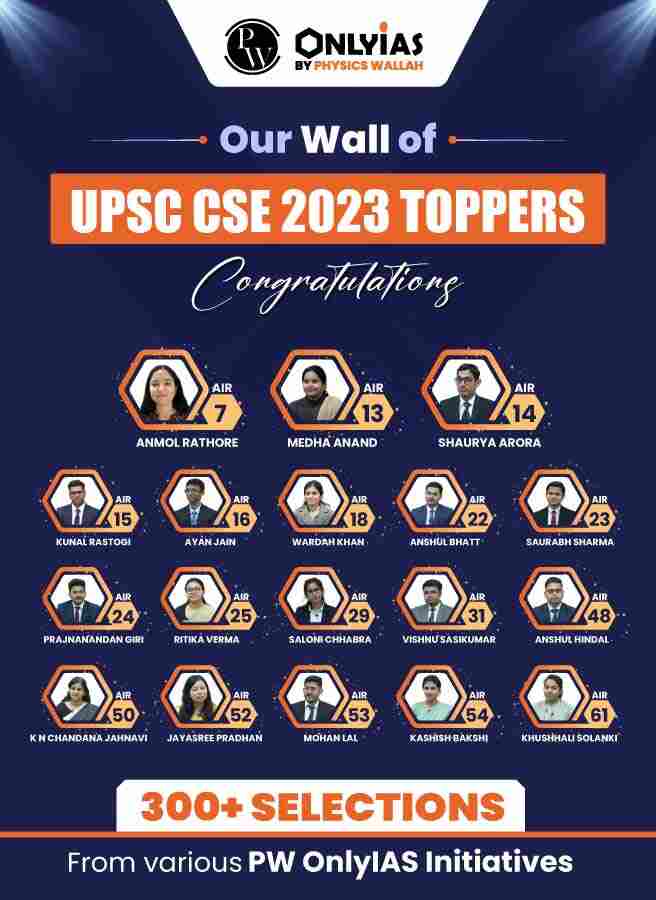 PW
ONLYIAS
BY PHYSICS WALLAH
Our Wall of
UPSC CSE 2023 TOPPERS
Congratulations
AIR
7
ANMOL RATHORE
AIR
13
MEDHA ANAND
AIR
14
SHAURYA ARORA
AIR
15
KUNAL RASTOGI
AIR
16
AYAN JAIN
AIR
18
WARDAH KHAN
AIR
22
ANSHUL BHATT
AIR
23
SAURABH SHARMA
AIR
24
PRAJNANANDAN GIRI
AIR
25
RITIKA VERMA
AIR
29
SALONI CHHABRA
AIR
31
VISHNU SASIKUMAR
AIR
48
ANSHUL HINDAL
AIR
50
K N CHANDANA JAHNAVI
AIR
52
JAYASREE PRADHAN
AIR
53
MOHAN LAL
AIR
54
KASHISH BAKSHI
AIR
61
KHUSHHALI SOLANKI
300+ SELECTIONS
From various PW OnlyIAS Initiatives